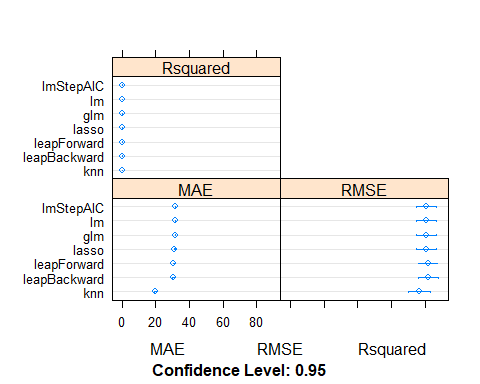 Rsquared
lmStepAIC
lm
glm
lasso
leapForward
leapBackward
knn
MAE RMSE
lmStepAIC
lm
glm
lasso
leapForward
leapBackward
knn
0 20 40 60 80
MAE RMSE Rsquared
Confidence Level: 0.95